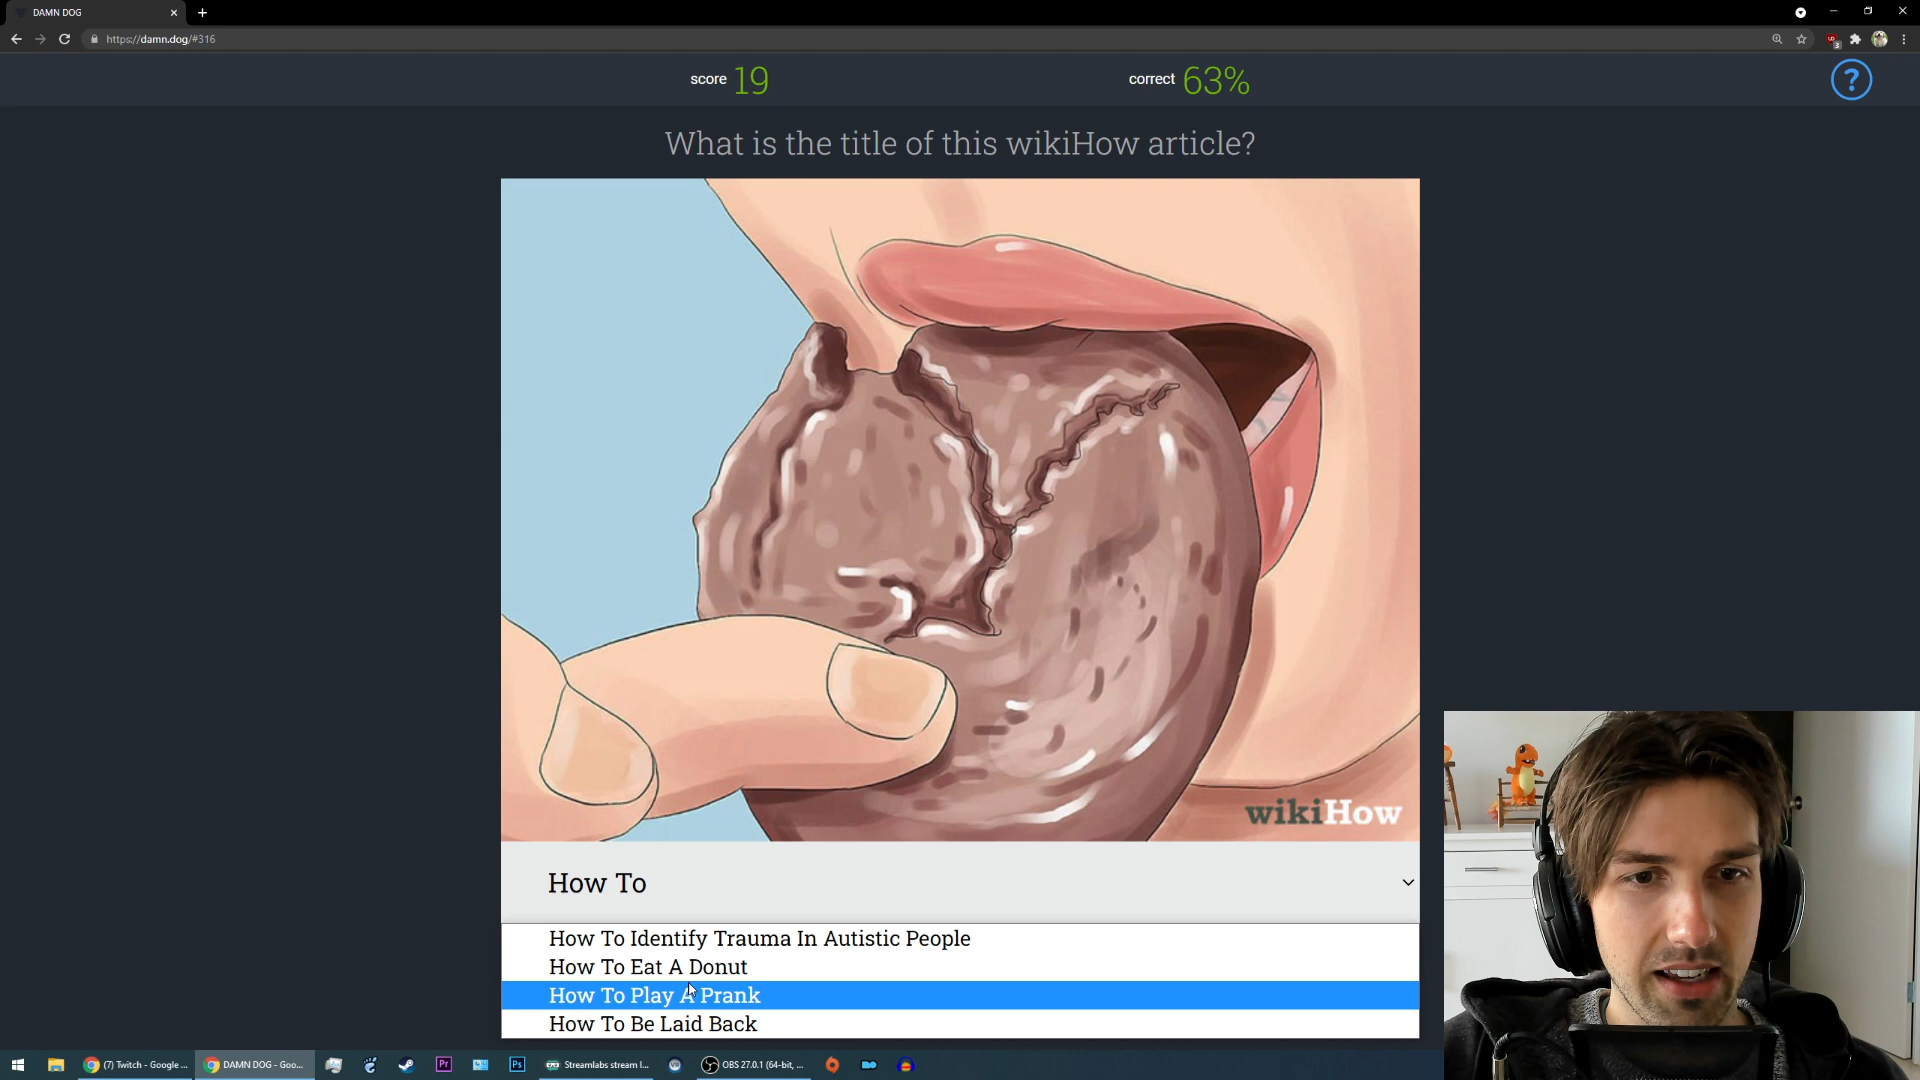 DAMN DOG
https://damn.dog/#316
score 19
correct 63%
?
What is the title of this wikiHow article?
wikiHow
How To
How To Identify Trauma In Autistic People
How To Eat A Donut
How To Play A Prank
How To Be Laid Back
(7) Twitch - Google ...
DAMN DOG - Goo...
Pr
Ps
Streamlabs stream l...
OBS 27.0.1 (64-bit, ...